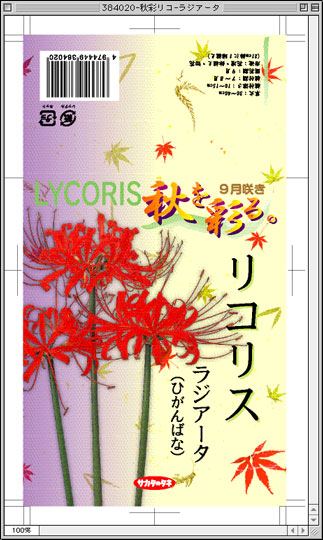 384020-秋彩リコ-ラジアータ
4 974449 384020
LYCORIS
秋を彩る。
9月咲き
リコリス
ラジアータ
(ひがんばな)
サカタのタネ
100%